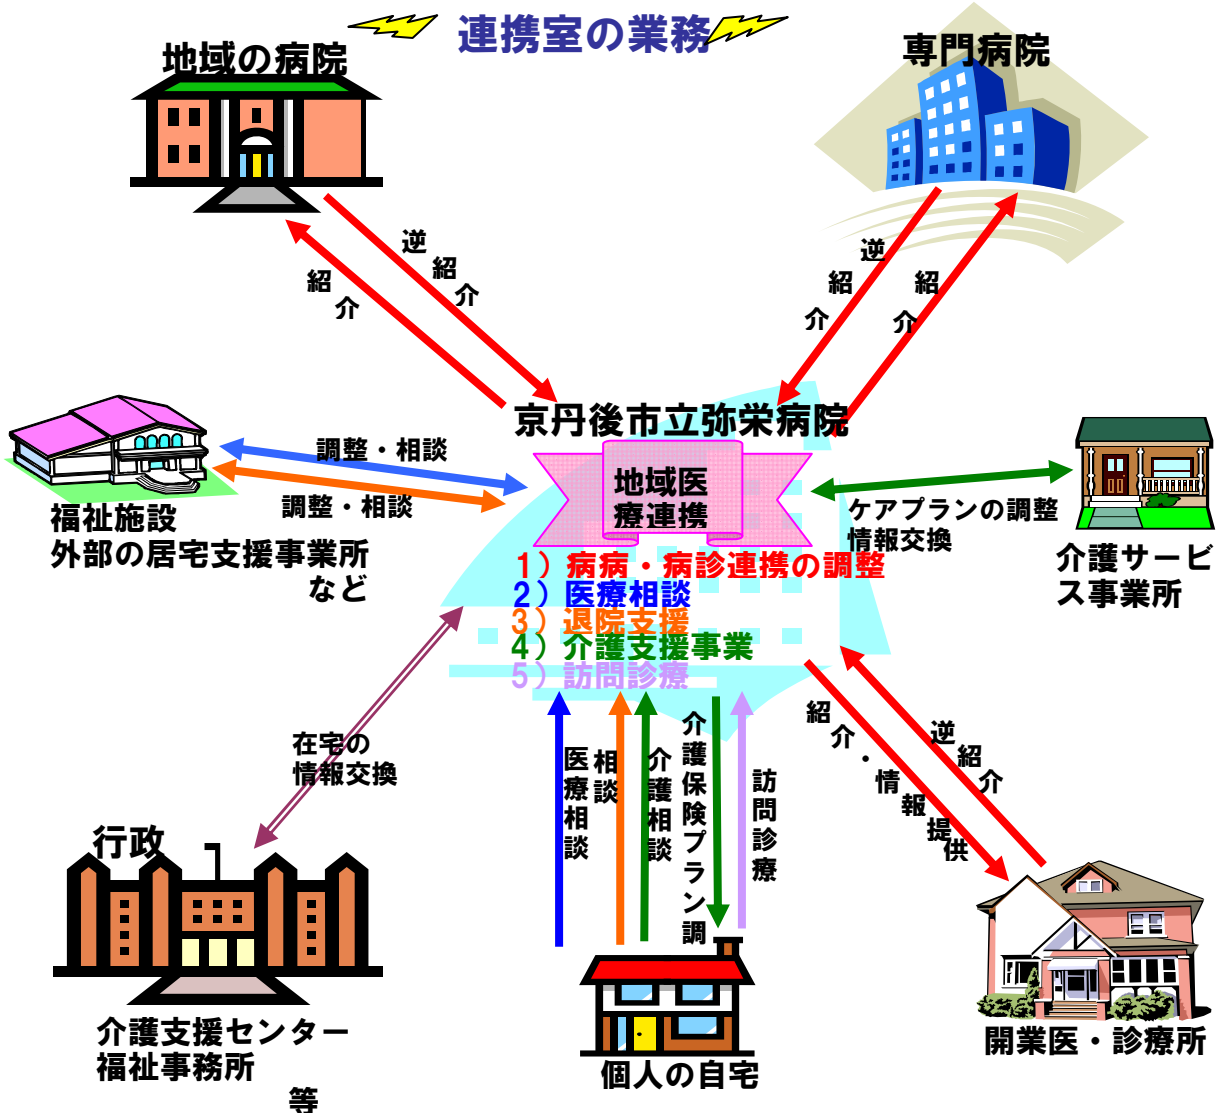 連携室の業務
地域の病院
専門病院
逆紹介
紹介
逆紹介
紹介
京丹後市立弥栄病院
地域医
療連携
調整・相談
調整・相談
福祉施設
外部の居宅支援事業所
など
ケアプランの調整
情報交換
介護サービ
ス事業所
1）病病・病診連携の調整
2）医療相談
3）退院支援
4）介護支援事業
5）訪問診療
在宅の
情報交換
医療相談
相談
介護相談
介護保険プラン調
訪問診療
紹介・情報提供
逆紹介
行政
介護支援センター
福祉事務所
等
個人の自宅
開業医・診療所